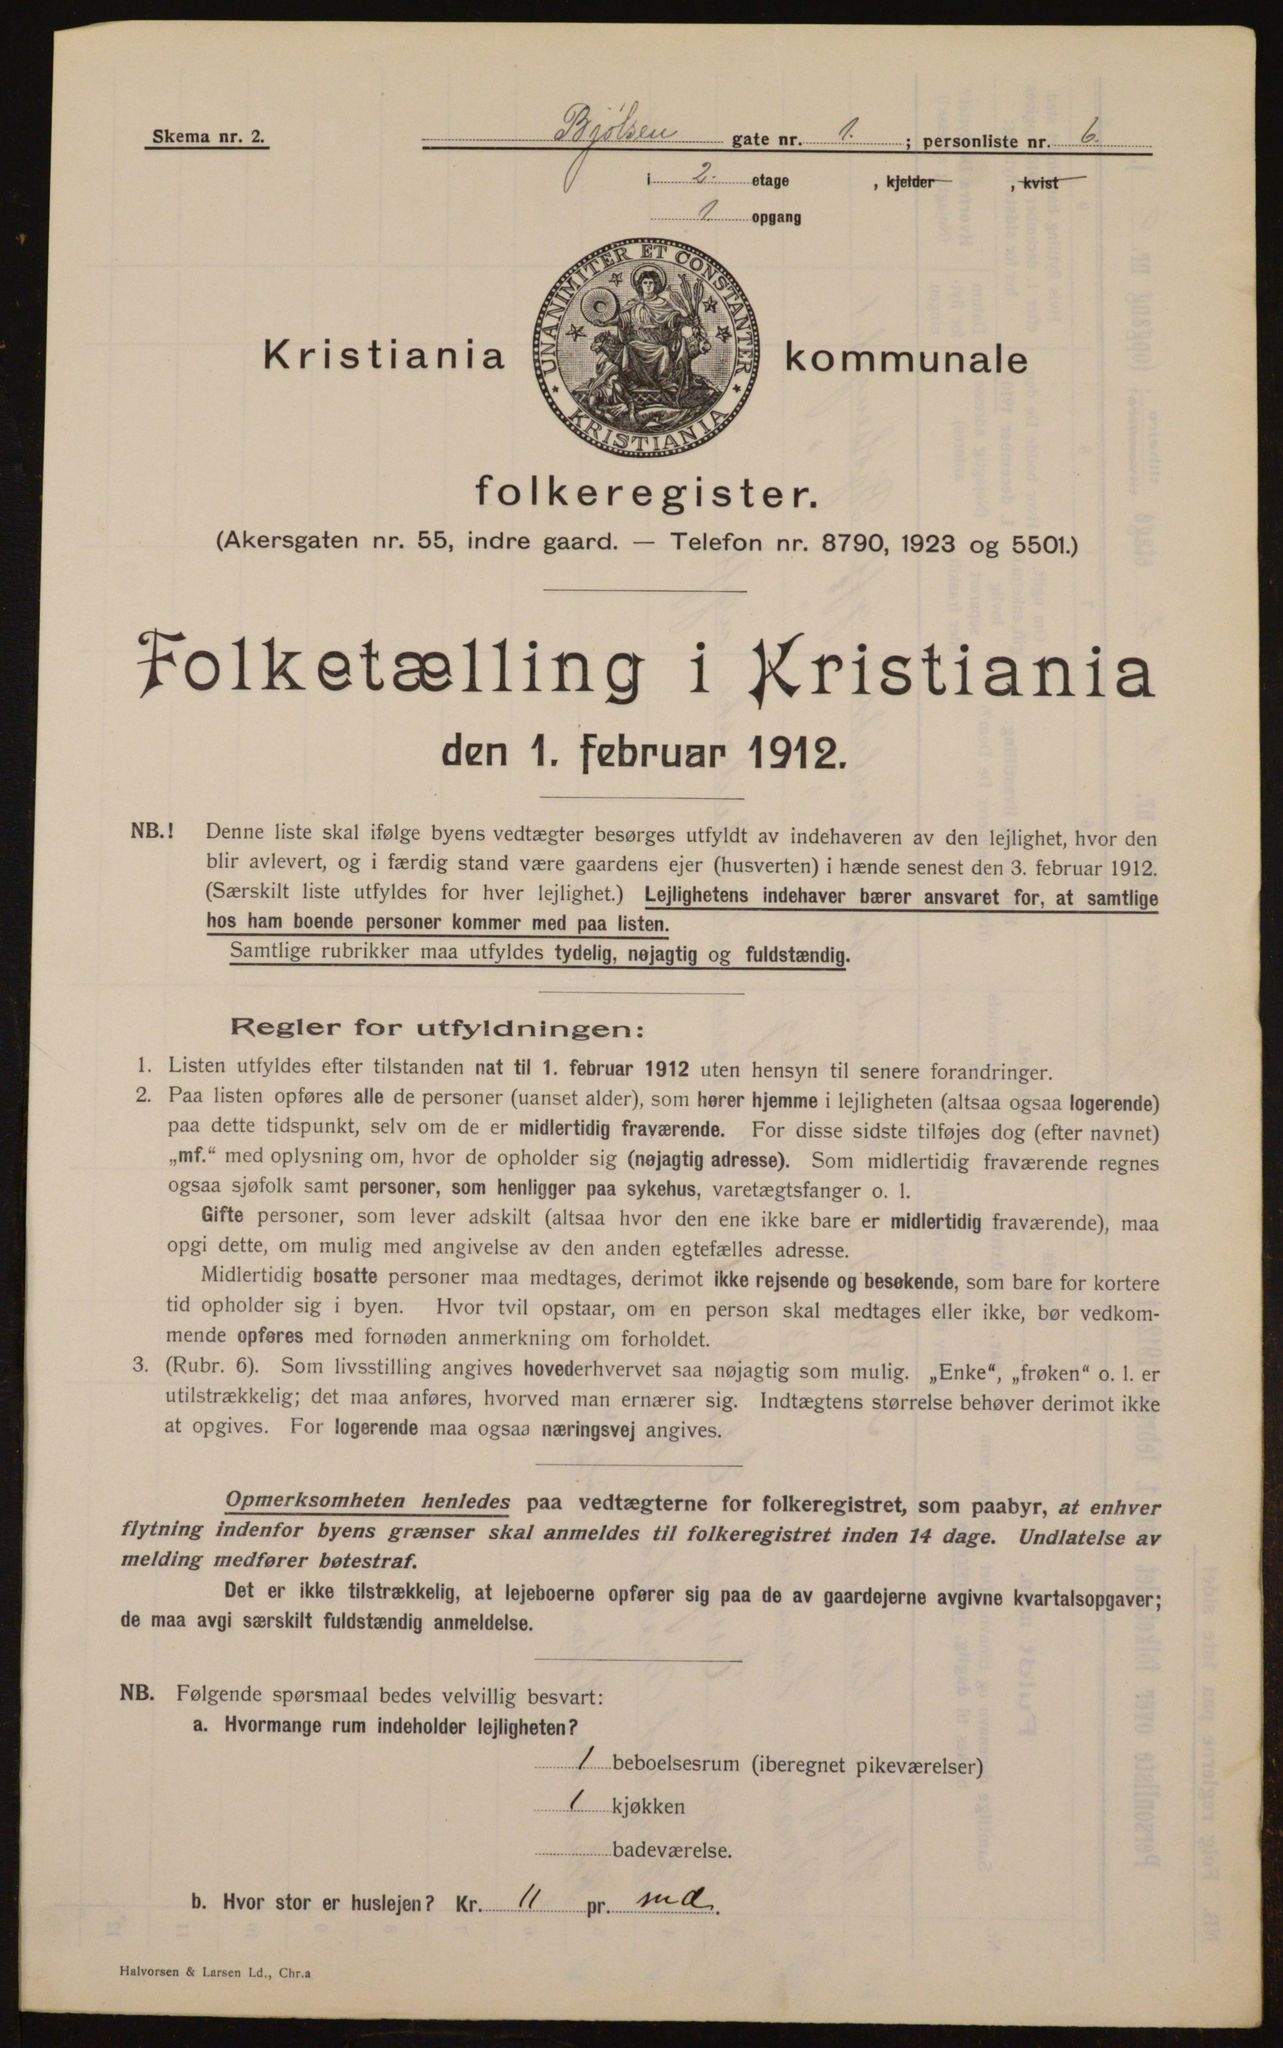 Skema nr. 2.
Bjølsen gate nr. 1. ; personliste nr. 6.
i 2. etage , kjelder , kvist
1 opgang
UNANIMITER ET CONSTANTER
KRISTIANIA
Kristiania kommunale
folkeregister.
(Akersgaten nr. 55, indre gaard. — Telefon nr. 8790, 1923 og 5501.)
Folketælling i Kristiania
den 1. februar 1912.
NB.! Denne liste skal ifølge byens vedtægter besørges utfyldt av indehaveren av den lejlighet, hvor den
blir avlevert, og i færdig stand være gaardens ejer (husverten) i hænde senest den 3. februar 1912.
(Særskilt liste utfyldes for hver lejlighet.) Lejlighetens indehaver bærer ansvaret for, at samtlige
hos ham boende personer kommer med paa listen.
Samtlige rubrikker maa utfyldes tydelig, nøjagtig og fuldstændig.
Regler for utfyldningen:
1. Listen utfyldes efter tilstanden nat til 1. februar 1912 uten hensyn til senere forandringer.
2. Paa listen opføres alle de personer (uanset alder), som hører hjemme i lejligheten (altsaa ogsaa logerende)
paa dette tidspunkt, selv om de er midlertidig fraværende. For disse sidste tilføjes dog (efter navnet)
„mf.“ med oplysning om, hvor de opholder sig (nøjagtig adresse). Som midlertidig fraværende regnes
ogsaa sjøfolk samt personer, som henligger paa sykehus, varetægtsfanger o. l.
Gifte personer, som lever adskilt (altsaa hvor den ene ikke bare er midlertidig fraværende), maa
opgi dette, om mulig med angivelse av den anden egtefælles adresse.
Midlertidig bosatte personer maa medtages, derimot ikke rejsende og besøkende, som bare for kortere
tid opholder sig i byen. Hvor tvil opstaar, om en person skal medtages eller ikke, bør vedkom-
mende opføres med fornøden anmerkning om forholdet.
3. (Rubr. 6). Som livsstilling angives hovederhvervet saa nøjagtig som mulig. „Enke“, „frøken“ o. l. er
utilstrækkelig; det maa anføres, hvorved man ernærer sig. Indtægtens størrelse behøver derimot ikke
at opgives. For logerende maa ogsaa næringsvej angives.
Opmerksomheten henledes paa vedtægterne for folkeregistret, som paabyr, at enhver
flytning indenfor byens grænser skal anmeldes til folkeregistret inden 14 dage. Undlatelse av
melding medfører bøtestraf.
Det er ikke tilstrækkelig, at lejeboerne opfører sig paa de av gaardejerne avgivne kvartalsopgaver;
de maa avgi særskilt fuldstændig anmeldelse.
NB. Følgende spørsmaal bedes velvillig besvart:
a. Hvormange rum indeholder lejligheten?
1 beboelsesrum (iberegnet pikeværelser)
1 kjøkken
badeværelse.
b. Hvor stor er huslejen? Kr. 11 pr. md.
Halvorsen & Larsen Ld., Chr.a